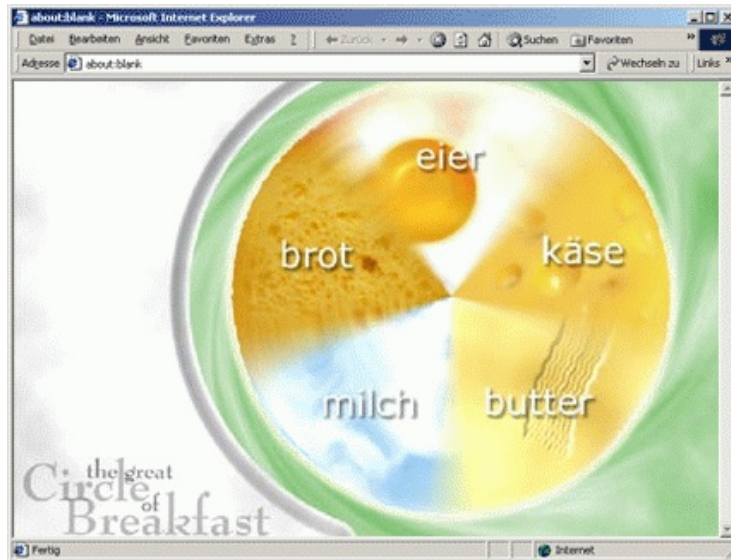 about:blank - Microsoft Internet Explorer
Datei Bearbeiten Ansicht Favoriten Extras ? Zurück Suchen Favoriten »
Adresse about:blank Wechseln zu Links »
eier
brot
käse
milch
butter
the great
Circle
of
Breakfast
Fertig Internet